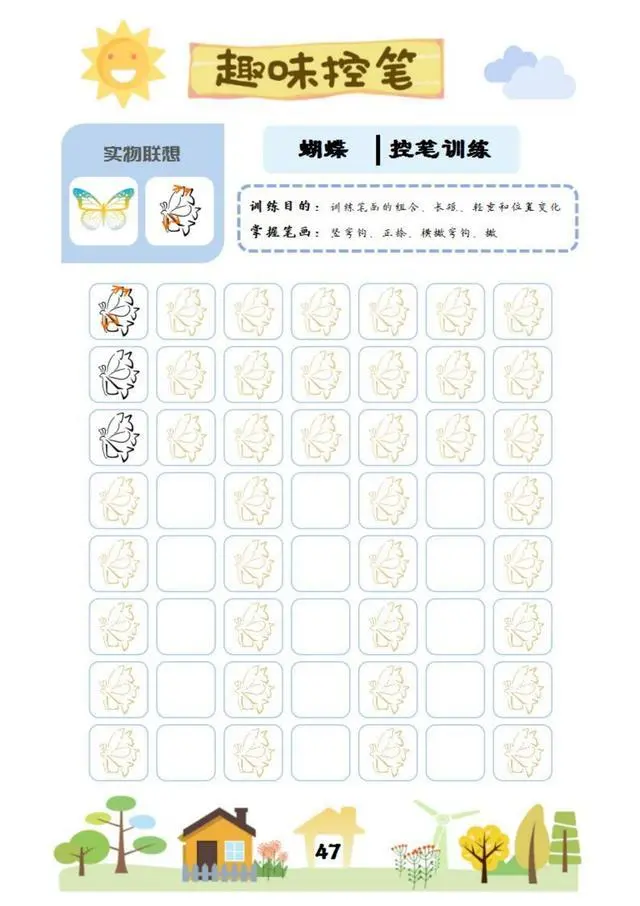 趣味控笔
实物联想
蝴蝶 | 控笔训练
训练目的：训练笔画的组合、长短、轻重和位置变化
掌握笔画：竖弯钩、正捺、横撇弯钩、撇
47